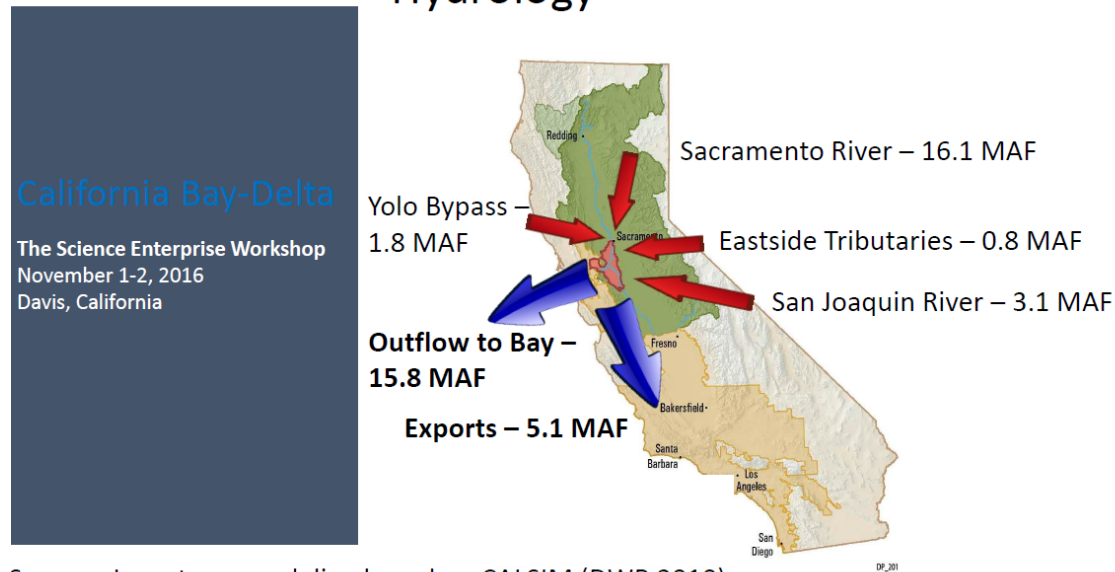 Hydrology
California Bay-Delta
The Science Enterprise Workshop
November 1-2, 2016
Davis, California
Redding
Sacramento River – 16.1 MAF
Yolo Bypass –
1.8 MAF
Sacramento
Eastside Tributaries – 0.8 MAF
San Joaquin River – 3.1 MAF
Outflow to Bay –
15.8 MAF
Fresno
Exports – 5.1 MAF
Bakersfield
Santa
Barbara
Los
Angeles
San
Diego
DP_201